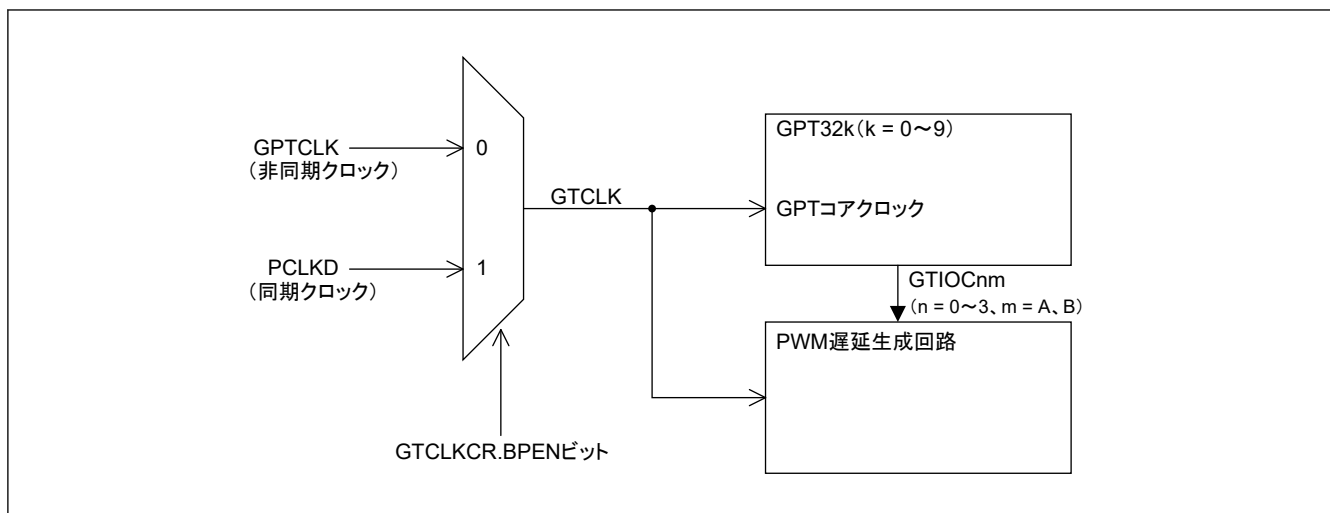 GPTCLK
（非同期クロック）
0
PCLKD
（同期クロック）
1
GTCLKCR.BPENビット
GTCLK
GPT32k（k = 0～9）
GPTコアクロック
GTIOCnm
（n = 0～3、m = A、B）
PWM遅延生成回路